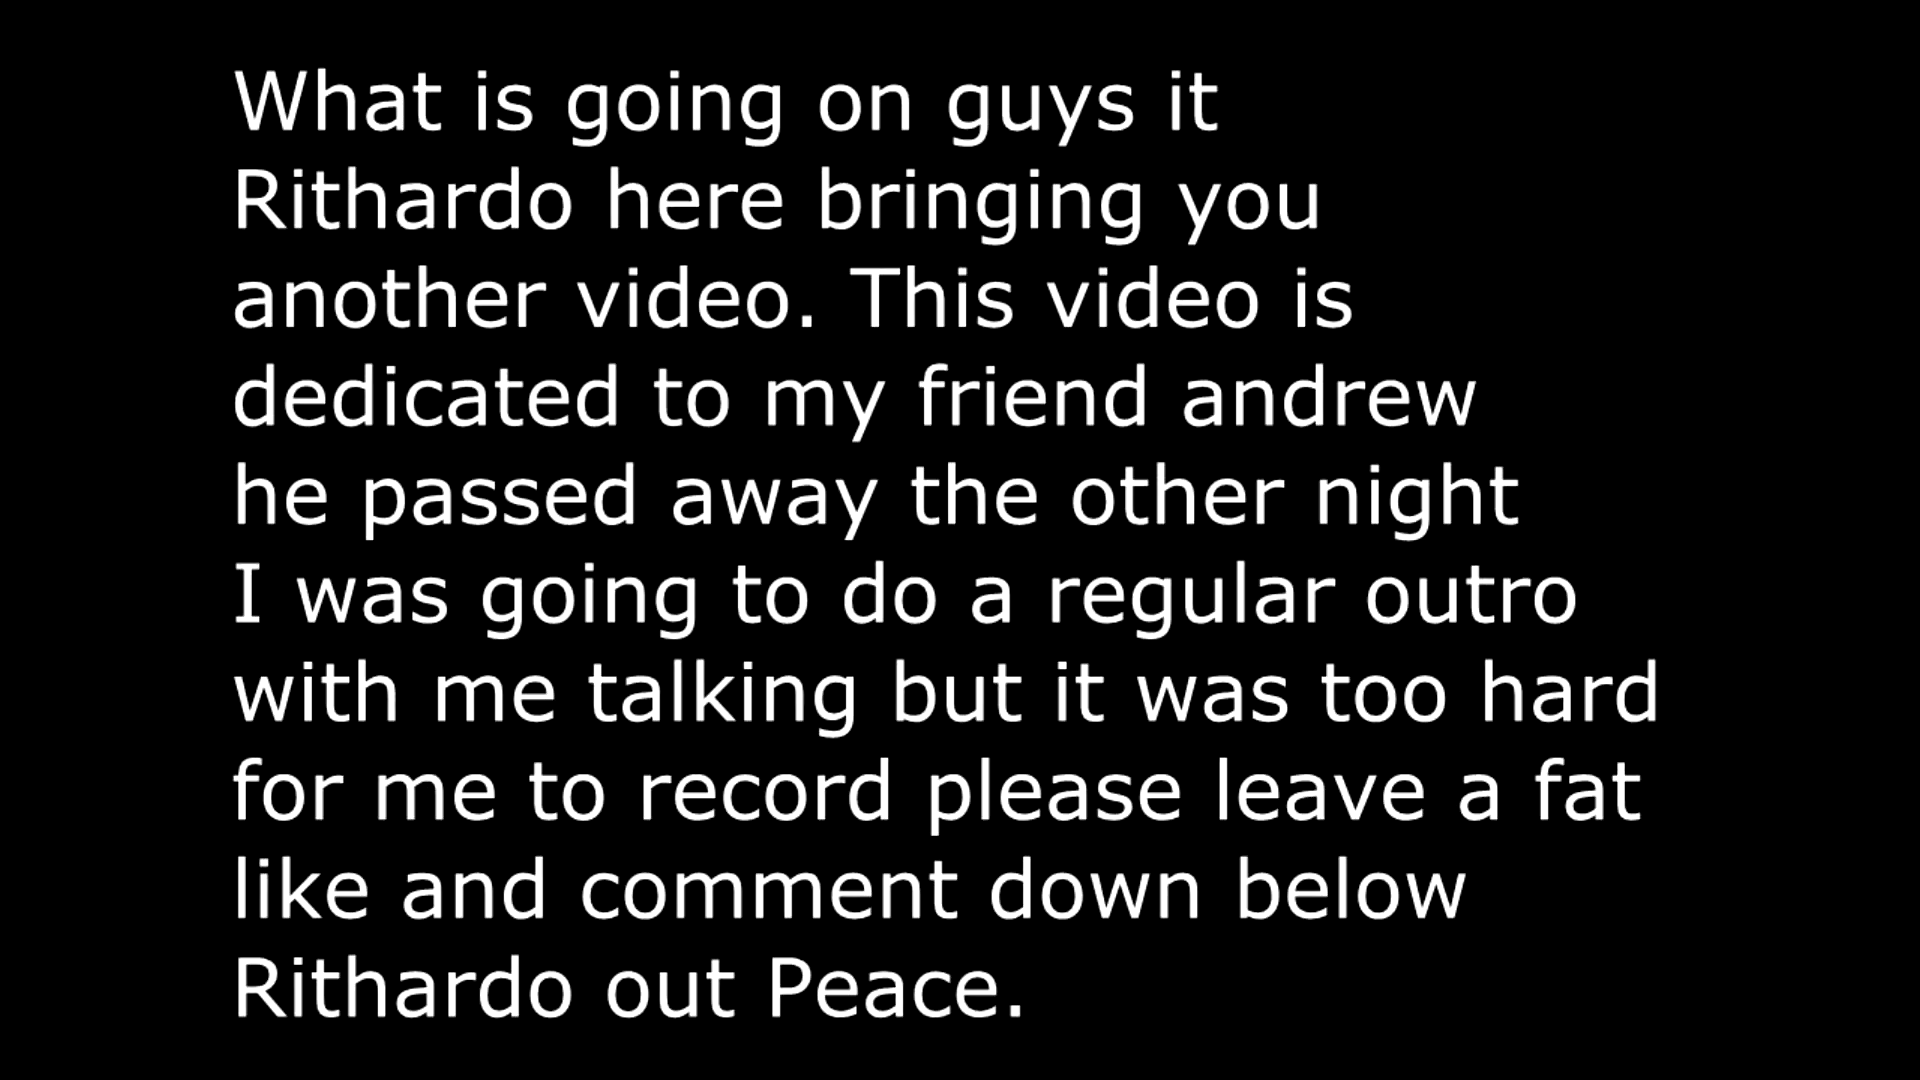 What is going on guys it
Rithardo here bringing you
another video. This video is
dedicated to my friend andrew
he passed away the other night
I was going to do a regular outro
with me talking but it was too hard
for me to record please leave a fat
like and comment down below
Rithardo out Peace.